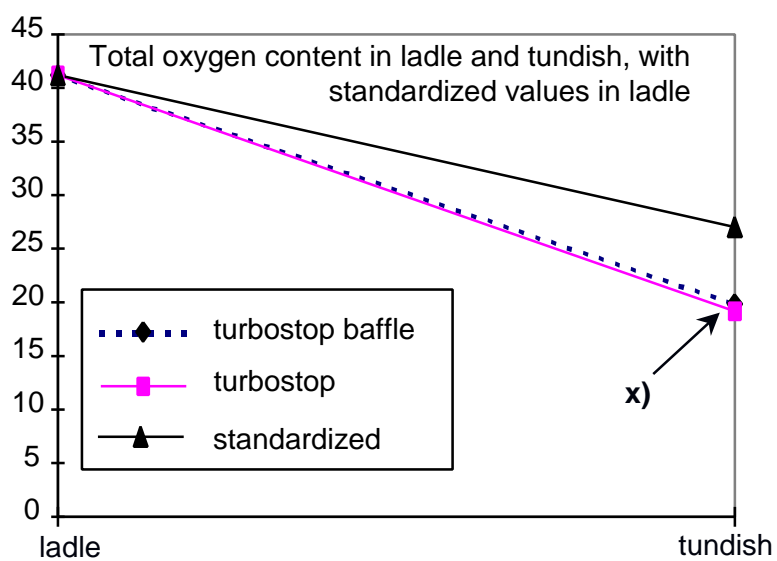 45
Total oxygen content in ladle and tundish, with
standardized values in ladle
40
35
30
25
20
15
10
5
0
turbostop baffle
turbostop
standardized
x)
ladle
tundish